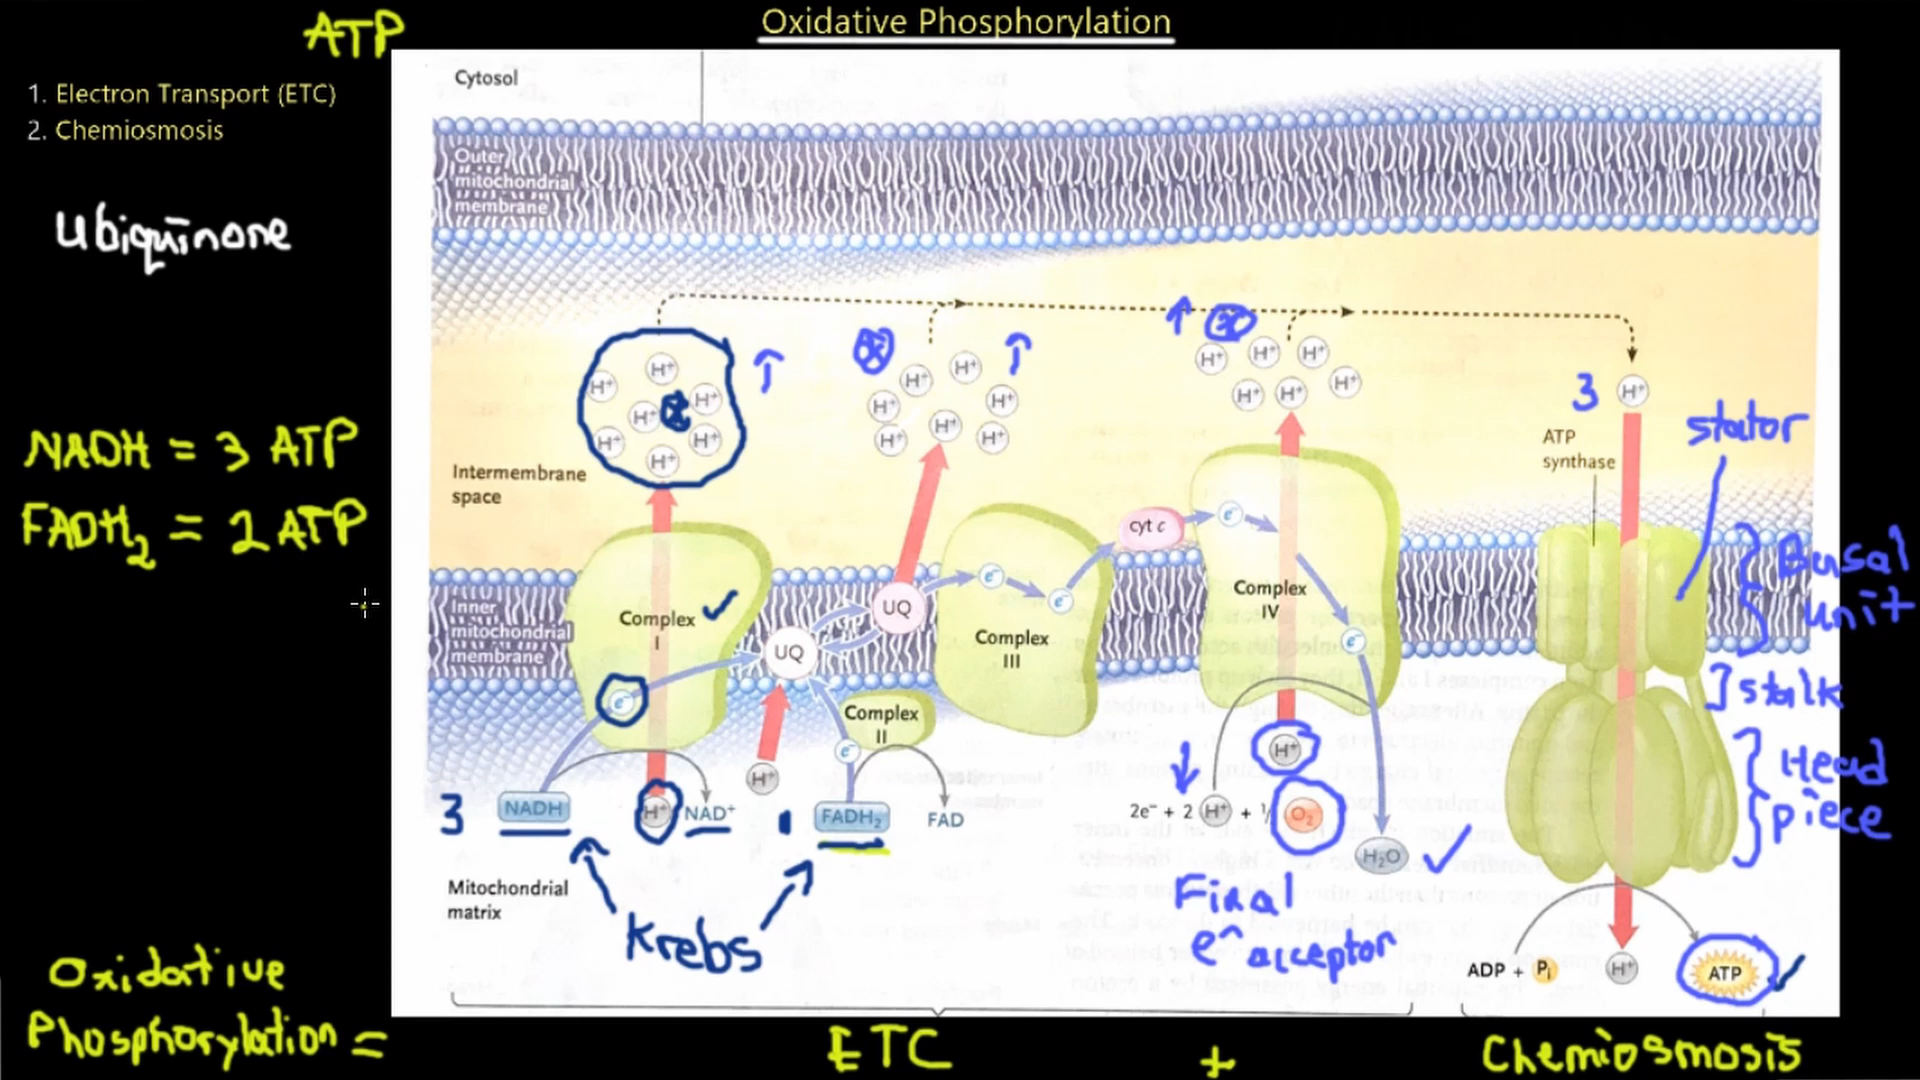 Oxidative Phosphorylation
ATP
1. Electron Transport (ETC)
2. Chemiosmosis
Ubiquinone
NADH = 3 ATP
FADH₂ = 2 ATP
Oxidative
Phosphorylation =
ETC
+
Chemiosmosis
Cytosol
Outer
mitochondrial
membrane
H⁺ H⁺ H⁺ H⁺ H⁺ H⁺ H⁺
H⁺ H⁺ H⁺ H⁺ H⁺ H⁺ H⁺
H⁺ H⁺ H⁺ H⁺ H⁺ H⁺
3 H⁺
Intermembrane
space
ATP
synthase
stator
Basal
unit
stalk
Head
piece
Inner
mitochondrial
membrane
Complex
I
e⁻
UQ
UQ
e⁻
e⁻
Complex
III
cyt c
e⁻
Complex
IV
e⁻
Complex
II
e⁻
3 NADH
H⁺
NAD⁺
H⁺
FADH₂
FAD
H⁺
2e⁻ + 2 H⁺ + ½ O₂
H₂O
Final
e⁻ acceptor
Mitochondrial
matrix
Krebs
ADP + Pi
H⁺
ATP